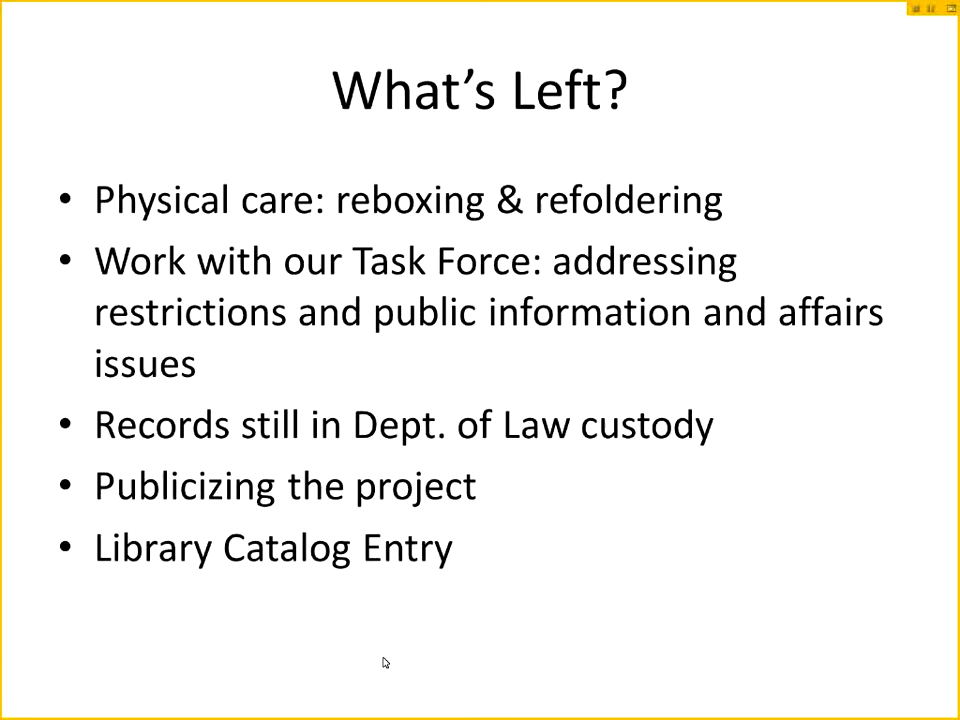 What’s Left?
• Physical care: reboxing & refoldering
• Work with our Task Force: addressing
restrictions and public information and affairs
issues
• Records still in Dept. of Law custody
• Publicizing the project
• Library Catalog Entry